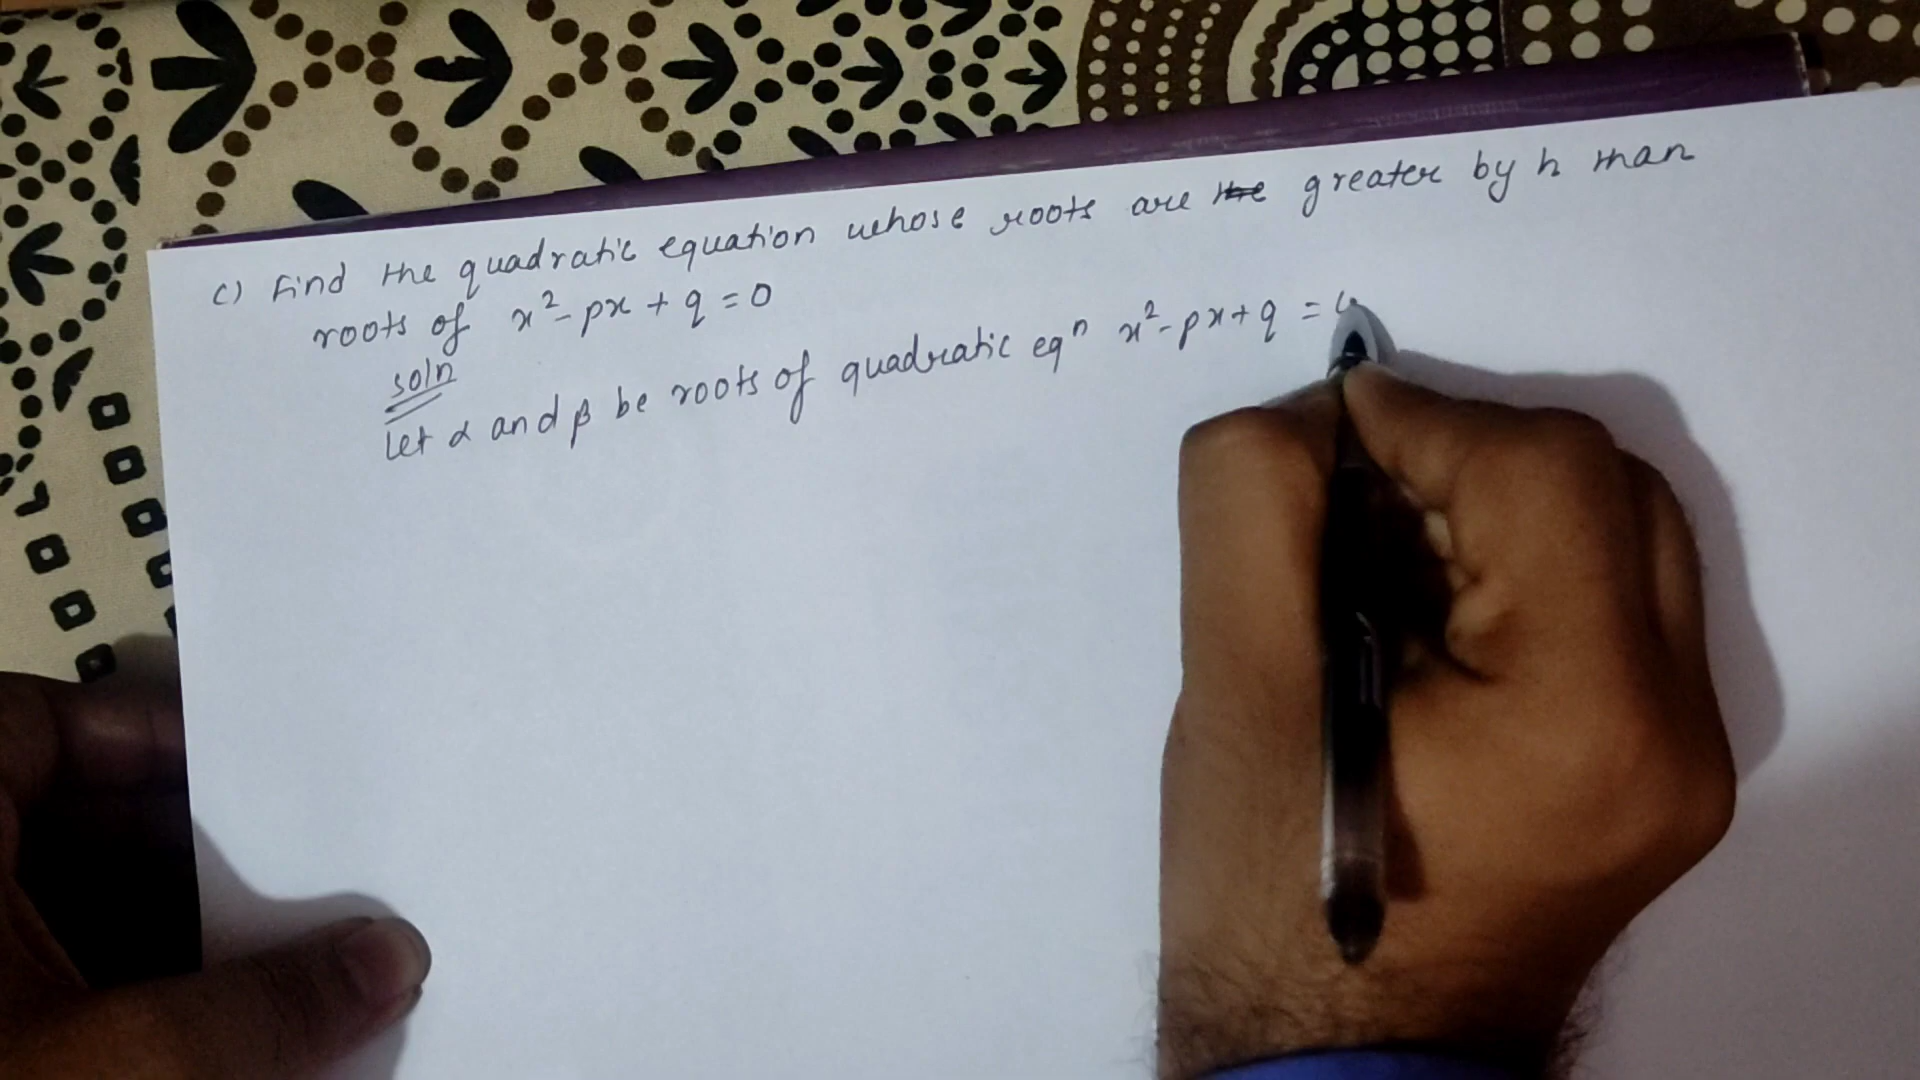 c) Find the quadratic equation whose roots are the greater by h than
roots of x² - px + q = 0
soln
Let α and β be roots of quadratic eqⁿ x² - px + q =